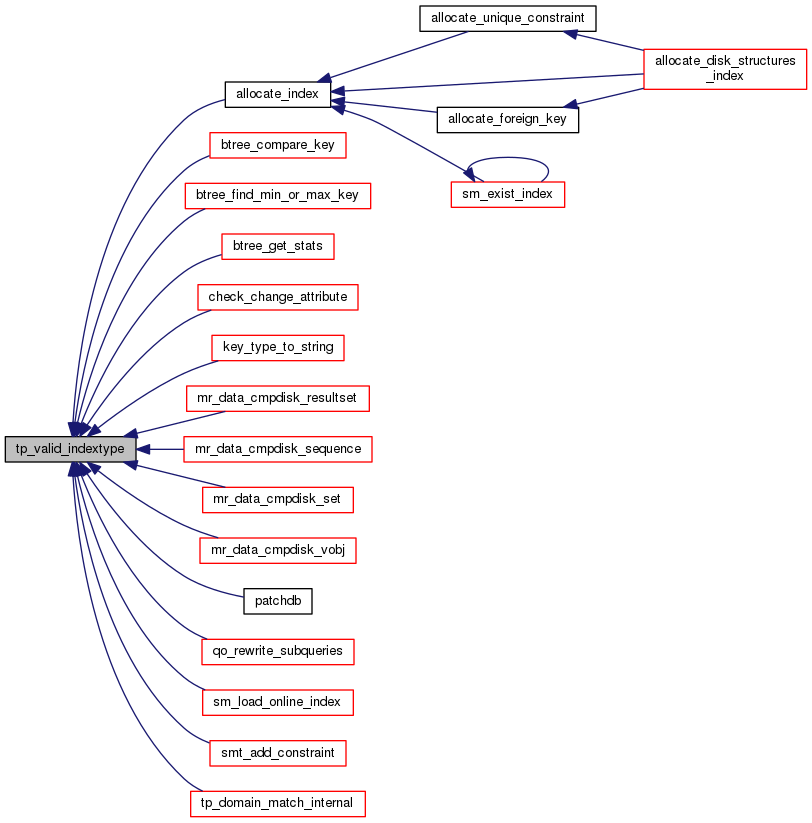 allocate_unique_constraint
allocate_disk_structures
_index
allocate_index
allocate_foreign_key
btree_compare_key
sm_exist_index
btree_find_min_or_max_key
btree_get_stats
check_change_attribute
key_type_to_string
mr_data_cmpdisk_resultset
tp_valid_indextype
mr_data_cmpdisk_sequence
mr_data_cmpdisk_set
mr_data_cmpdisk_vobj
patchdb
qo_rewrite_subqueries
sm_load_online_index
smt_add_constraint
tp_domain_match_internal